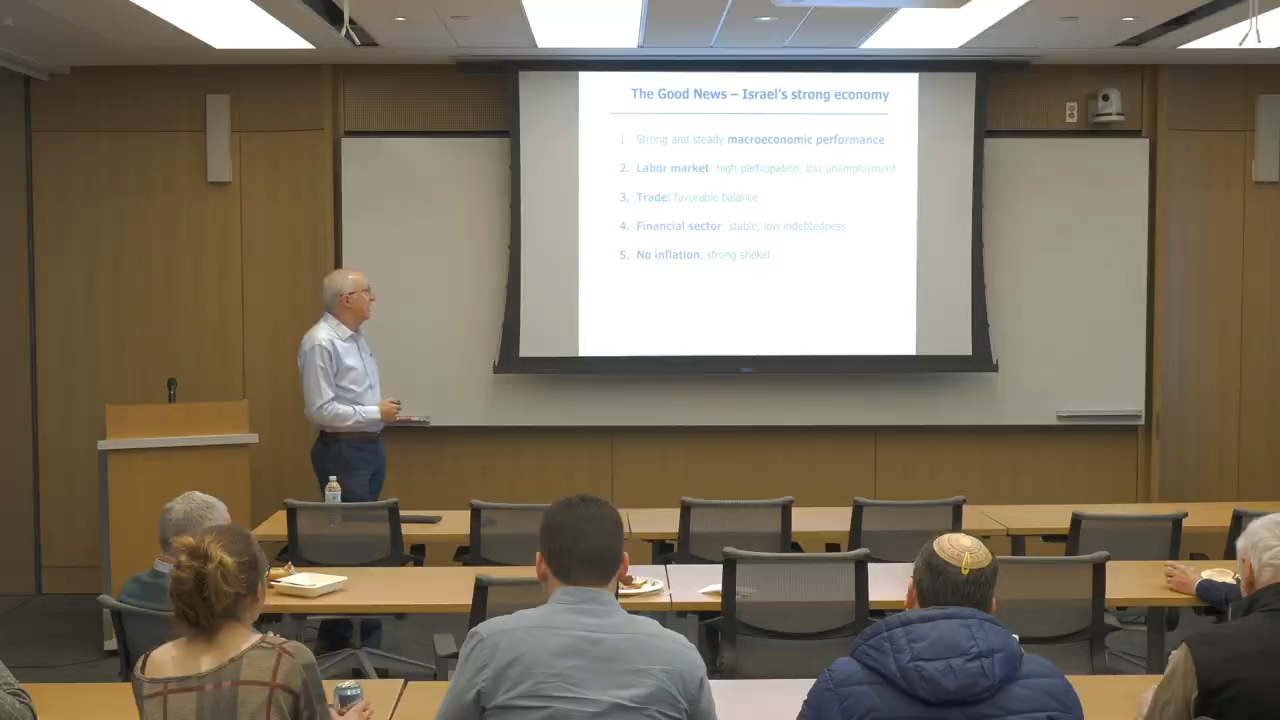 The Good News – Israel's strong economy
1. Strong and steady macroeconomic performance
2. Labor market: high participation, low unemployment
3. Trade: favorable balance
4. Financial sector: stable, low indebtedness
5. No inflation, strong shekel